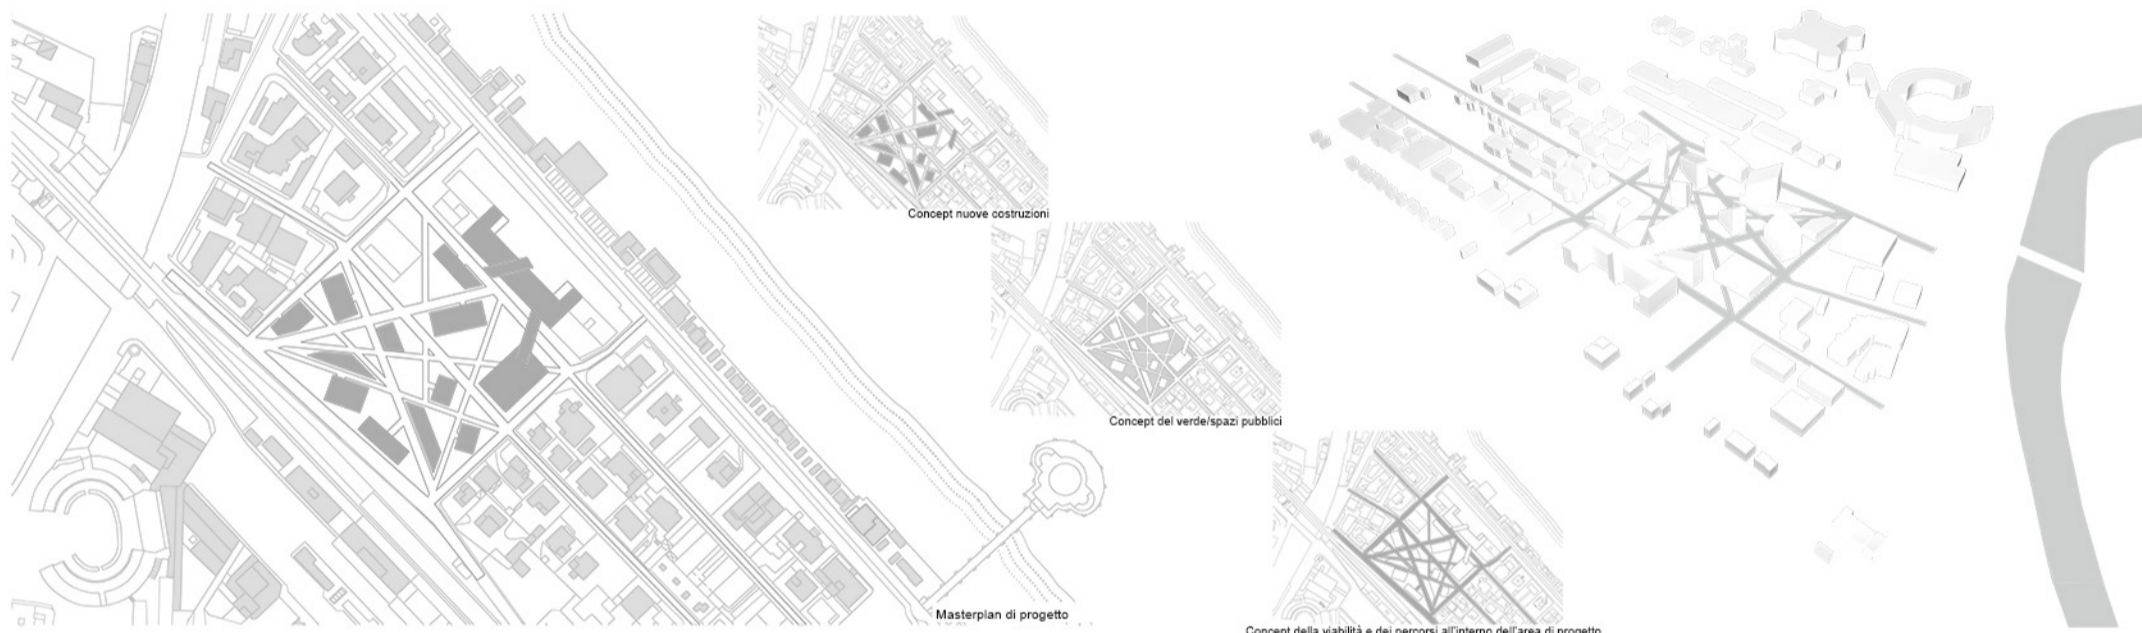 Concept nuove costruzioni
Concept del verde/spazi pubblici
Masterplan di progetto
Concept della viabilità e dei percorsi all'interno dell'area di progetto